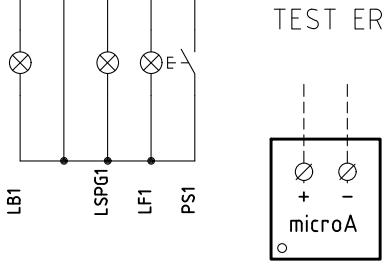 TEST ER
LB1
LSPG1
LF1
PS1
+ −
microA